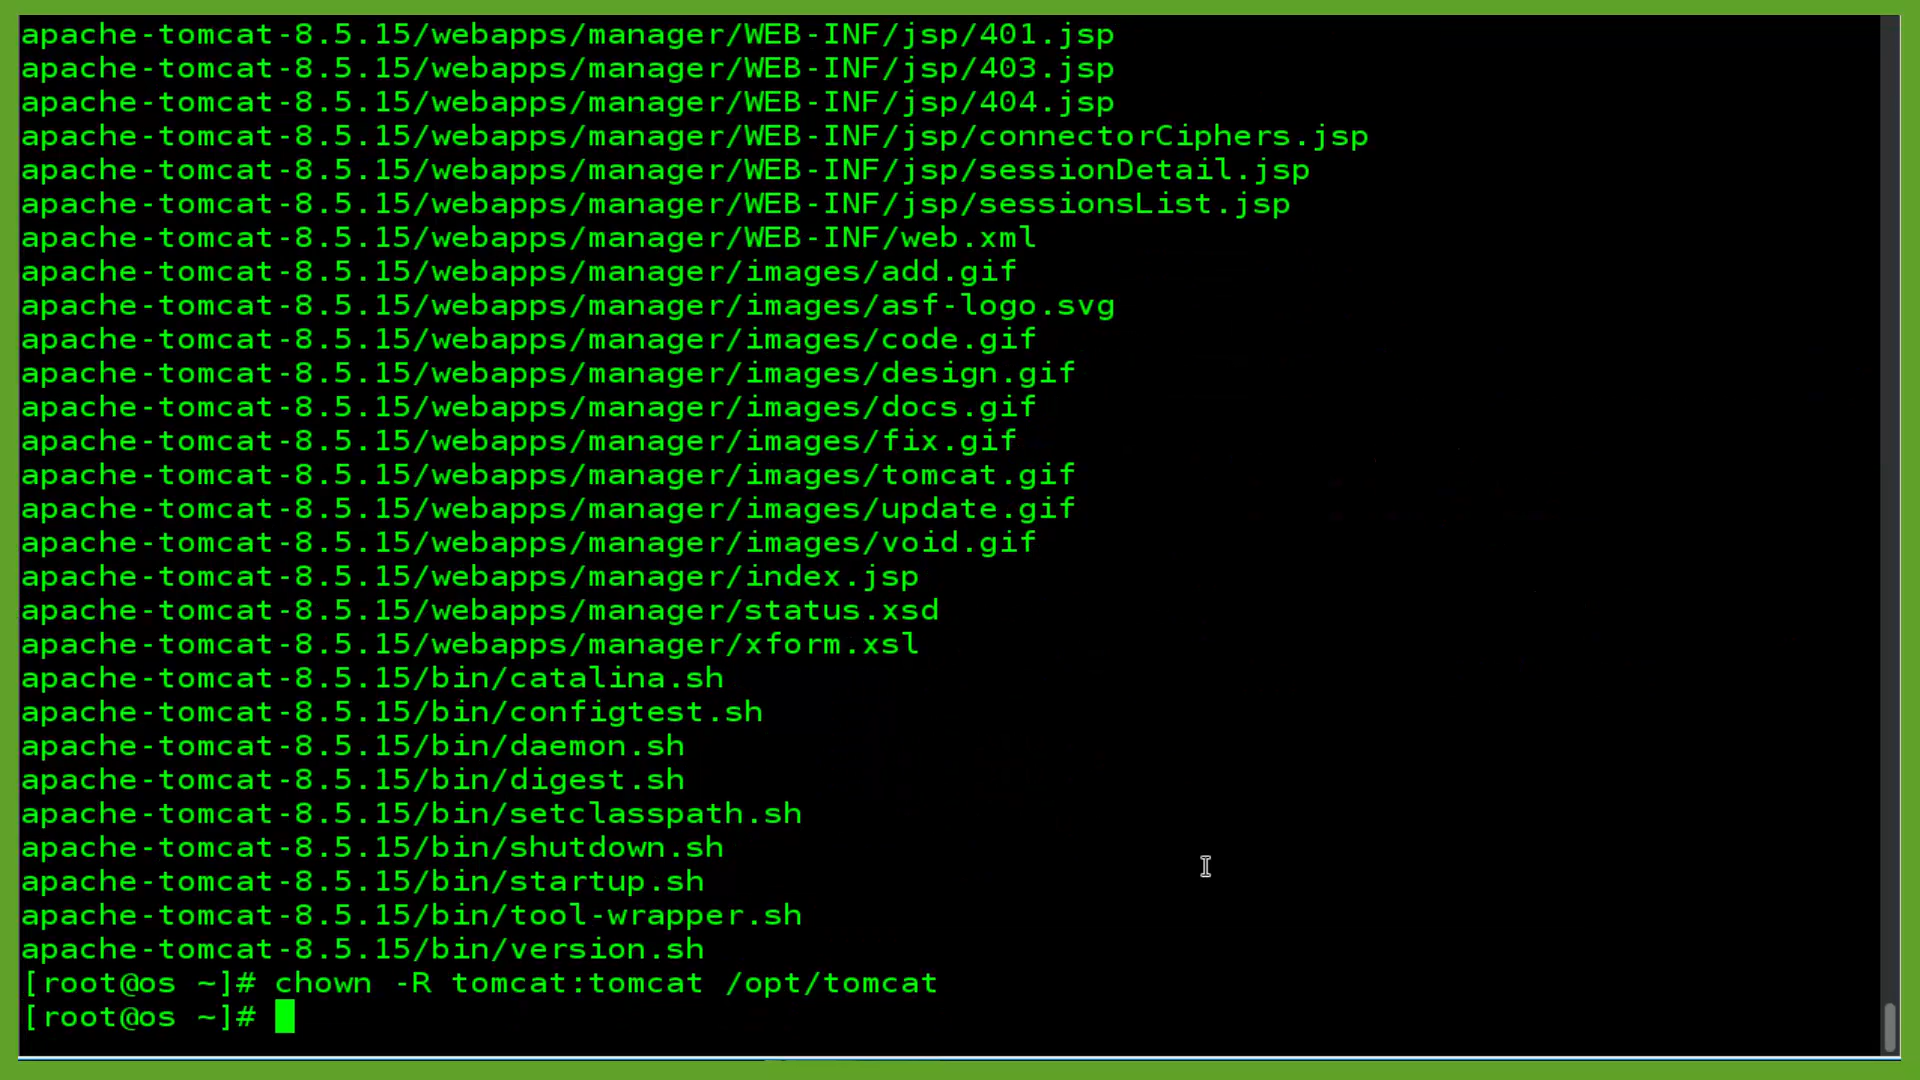 apache-tomcat-8.5.15/webapps/manager/WEB-INF/jsp/401.jsp
apache-tomcat-8.5.15/webapps/manager/WEB-INF/jsp/403.jsp
apache-tomcat-8.5.15/webapps/manager/WEB-INF/jsp/404.jsp
apache-tomcat-8.5.15/webapps/manager/WEB-INF/jsp/connectorCiphers.jsp
apache-tomcat-8.5.15/webapps/manager/WEB-INF/jsp/sessionDetail.jsp
apache-tomcat-8.5.15/webapps/manager/WEB-INF/jsp/sessionsList.jsp
apache-tomcat-8.5.15/webapps/manager/WEB-INF/web.xml
apache-tomcat-8.5.15/webapps/manager/images/add.gif
apache-tomcat-8.5.15/webapps/manager/images/asf-logo.svg
apache-tomcat-8.5.15/webapps/manager/images/code.gif
apache-tomcat-8.5.15/webapps/manager/images/design.gif
apache-tomcat-8.5.15/webapps/manager/images/docs.gif
apache-tomcat-8.5.15/webapps/manager/images/fix.gif
apache-tomcat-8.5.15/webapps/manager/images/tomcat.gif
apache-tomcat-8.5.15/webapps/manager/images/update.gif
apache-tomcat-8.5.15/webapps/manager/images/void.gif
apache-tomcat-8.5.15/webapps/manager/index.jsp
apache-tomcat-8.5.15/webapps/manager/status.xsd
apache-tomcat-8.5.15/webapps/manager/xform.xsl
apache-tomcat-8.5.15/bin/catalina.sh
apache-tomcat-8.5.15/bin/configtest.sh
apache-tomcat-8.5.15/bin/daemon.sh
apache-tomcat-8.5.15/bin/digest.sh
apache-tomcat-8.5.15/bin/setclasspath.sh
apache-tomcat-8.5.15/bin/shutdown.sh
apache-tomcat-8.5.15/bin/startup.sh
apache-tomcat-8.5.15/bin/tool-wrapper.sh
apache-tomcat-8.5.15/bin/version.sh
[root@os ~]# chown -R tomcat:tomcat /opt/tomcat
[root@os ~]#